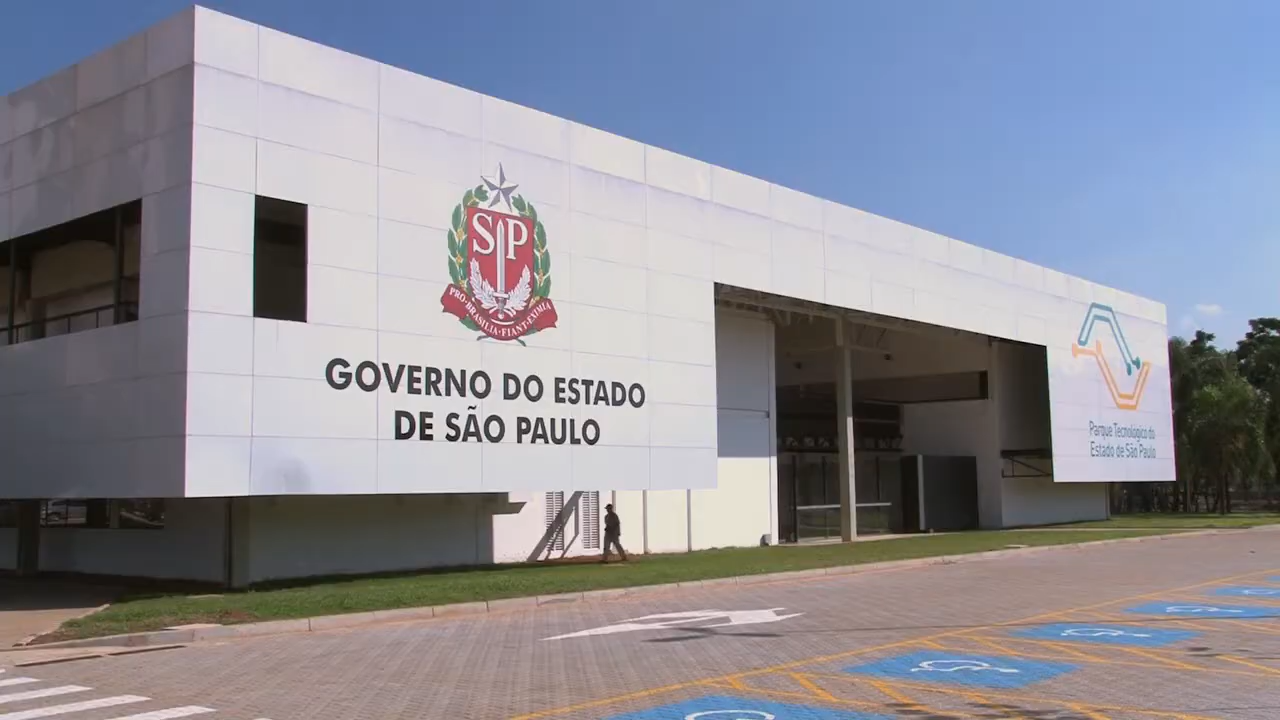 SP
PRO·BRASILIA·FIANT·EXIMIA
GOVERNO DO ESTADO
DE SÃO PAULO
Parque Tecnológico do
Estado de São Paulo